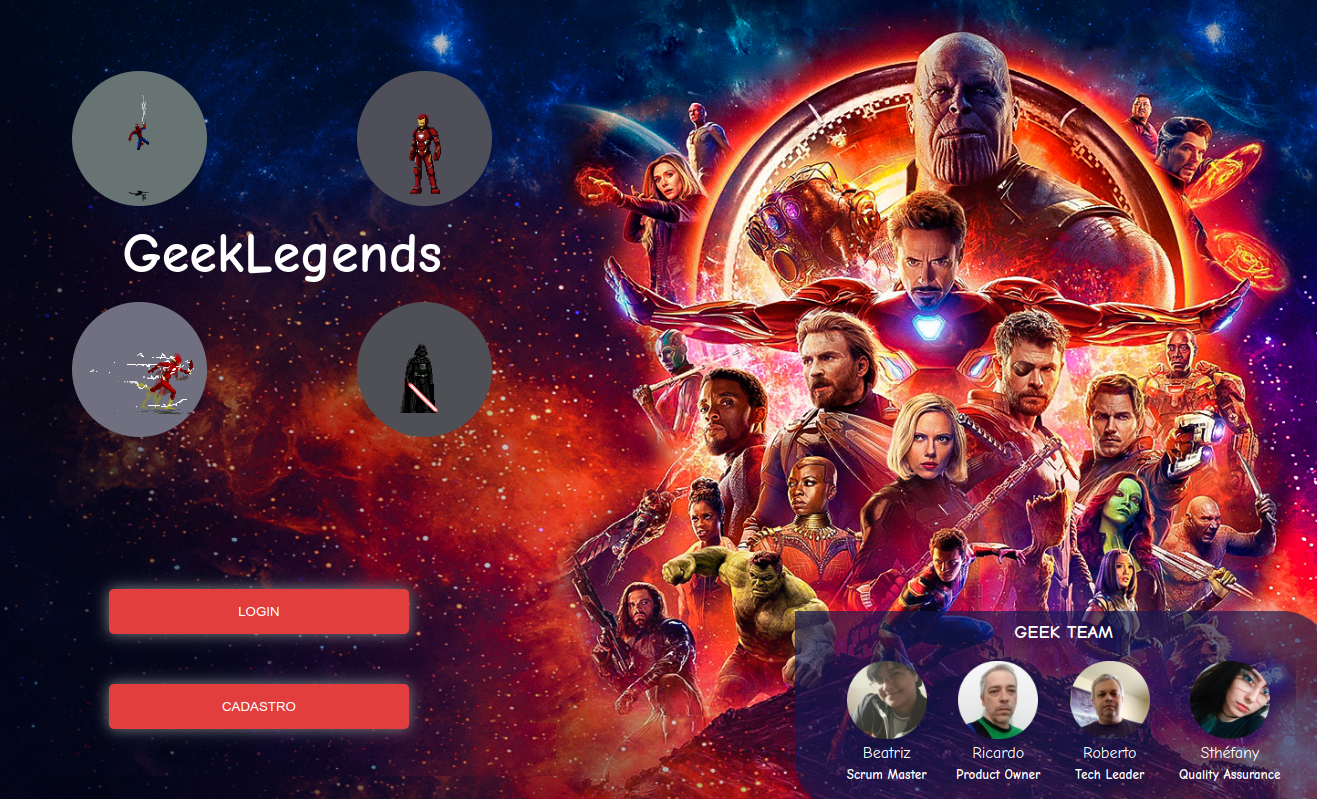 GeekLegends
LOGIN
CADASTRO
GEEK TEAM
Beatriz
Scrum Master
Ricardo
Product Owner
Roberto
Tech Leader
Sthéfany
Quality Assurance